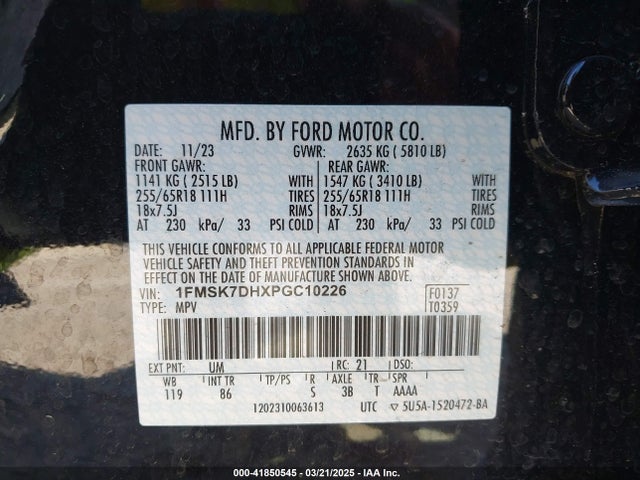 MFD. BY FORD MOTOR CO.
DATE: 11/23 GVWR: 2635 KG ( 5810 LB)
FRONT GAWR: REAR GAWR:
1141 KG ( 2515 LB) WITH 1547 KG ( 3410 LB) WITH
255/65R18 111H TIRES 255/65R18 111H TIRES
18x7.5J RIMS 18x7.5J RIMS
AT 230 kPa/ 33 PSI COLD AT 230 kPa/ 33 PSI COLD
THIS VEHICLE CONFORMS TO ALL APPLICABLE FEDERAL MOTOR
VEHICLE SAFETY AND THEFT PREVENTION STANDARDS IN
EFFECT ON THE DATE OF MANUFACTURE SHOWN ABOVE.
VIN: 1FMSK7DHXPGC10226 F0137
TYPE: MPV T0359
EXT PNT: UM RC: 21 DSO:
WB INT TR TP/PS R AXLE TR SPR
119 86 S 3B T AAAA
1202310063613 UTC 5U5A-1520472-BA
000-41850545 - 03/21/2025 - IAA Inc.